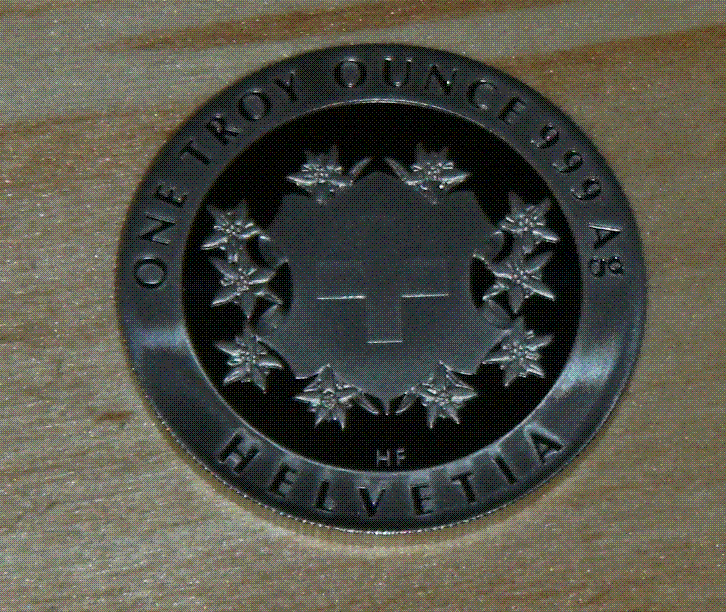 ONE TROY OUNCE 999 Ag
HF
HELVETIA